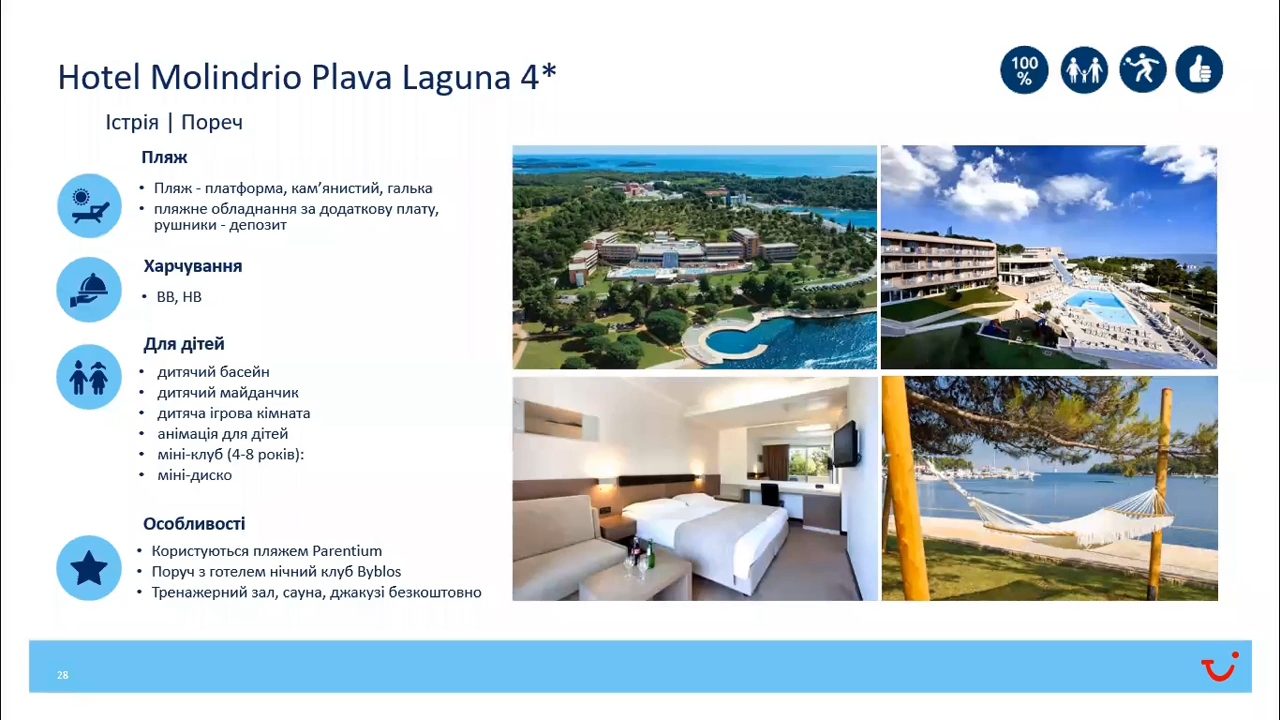 Hotel Molindrio Plava Laguna 4*
100
%
Істрія | Пореч
Пляж
• Пляж - платформа, кам’янистий, галька
• пляжне обладнання за додаткову плату,
рушники - депозит
Харчування
• BB, HB
Для дітей
• дитячий басейн
• дитячий майданчик
• дитяча ігрова кімната
• анімація для дітей
• міні-клуб (4-8 років):
• міні-диско
Особливості
• Користуються пляжем Parentium
• Поруч з готелем нічний клуб Byblos
• Тренажерний зал, сауна, джакузі безкоштовно
28